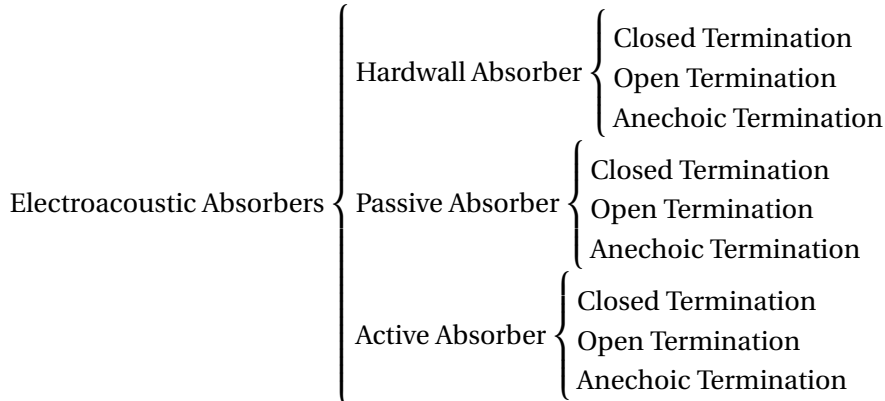 Electroacoustic Absorbers
Hardwall Absorber
Closed Termination
Open Termination
Anechoic Termination
Passive Absorber
Closed Termination
Open Termination
Anechoic Termination
Active Absorber
Closed Termination
Open Termination
Anechoic Termination